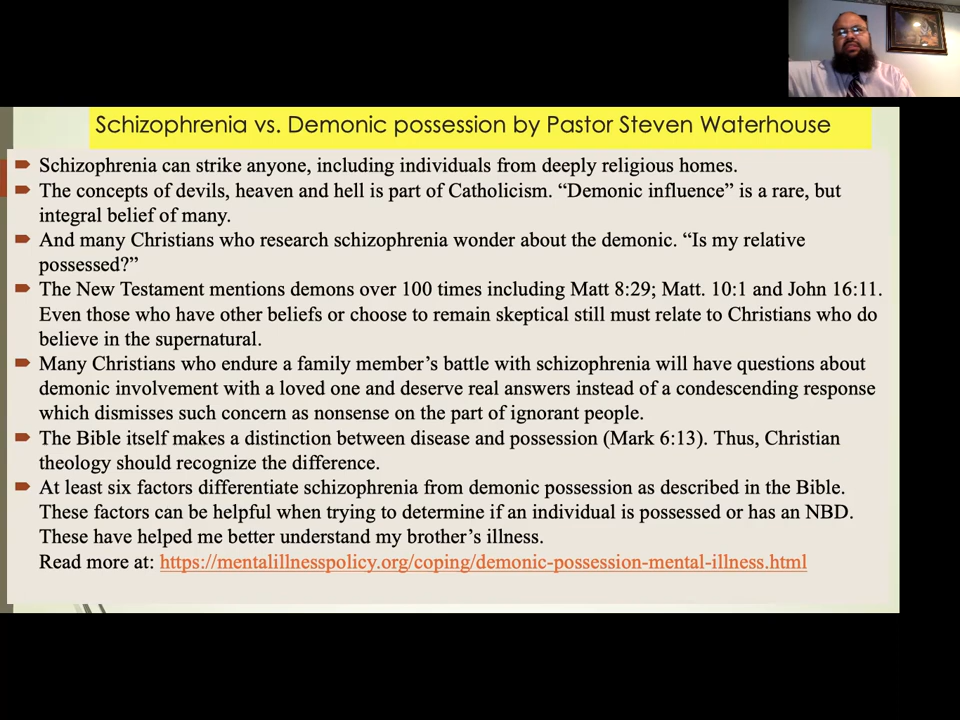 Schizophrenia vs. Demonic possession by Pastor Steven Waterhouse
Schizophrenia can strike anyone, including individuals from deeply religious homes.
The concepts of devils, heaven and hell is part of Catholicism. “Demonic influence” is a rare, but
integral belief of many.
And many Christians who research schizophrenia wonder about the demonic. “Is my relative
possessed?”
The New Testament mentions demons over 100 times including Matt 8:29; Matt. 10:1 and John 16:11.
Even those who have other beliefs or choose to remain skeptical still must relate to Christians who do
believe in the supernatural.
Many Christians who endure a family member’s battle with schizophrenia will have questions about
demonic involvement with a loved one and deserve real answers instead of a condescending response
which dismisses such concern as nonsense on the part of ignorant people.
The Bible itself makes a distinction between disease and possession (Mark 6:13). Thus, Christian
theology should recognize the difference.
At least six factors differentiate schizophrenia from demonic possession as described in the Bible.
These factors can be helpful when trying to determine if an individual is possessed or has an NBD.
These have helped me better understand my brother’s illness.
Read more at: https://mentalillnesspolicy.org/coping/demonic-possession-mental-illness.html